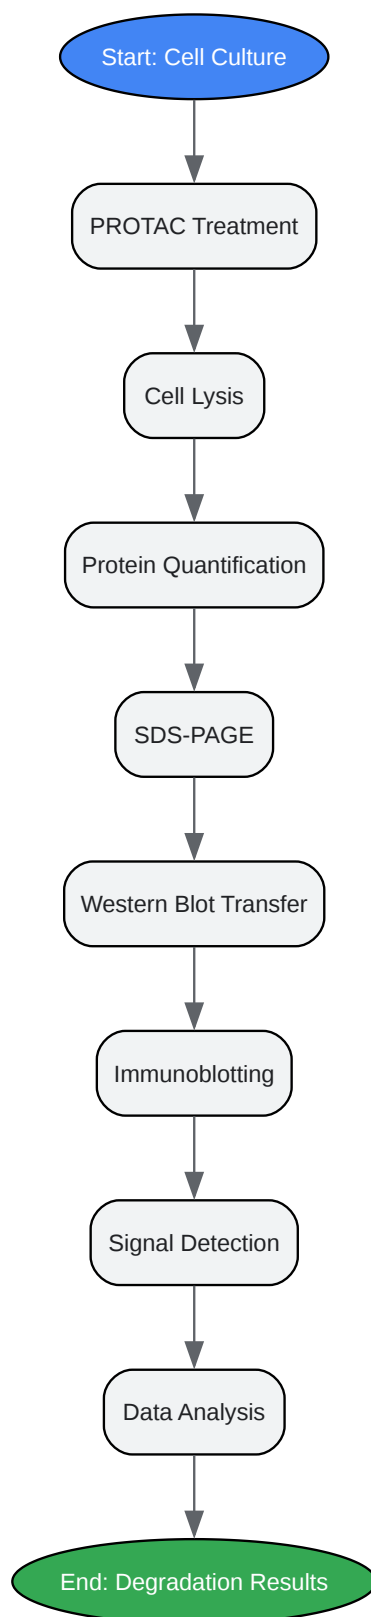 Start: Cell Culture
PROTAC Treatment
Cell Lysis
Protein Quantification
SDS-PAGE
Western Blot Transfer
Immunoblotting
Signal Detection
Data Analysis
End: Degradation Results